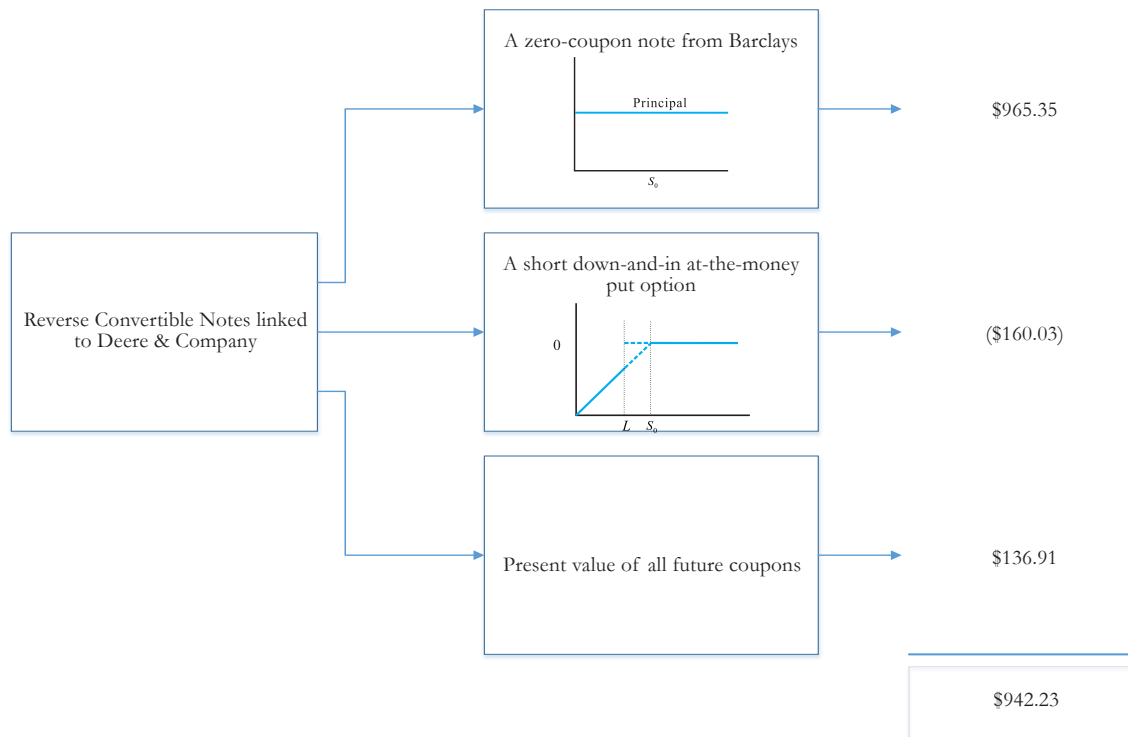 A zero-coupon note from Barclays
Principal
S₀
$965.35
Reverse Convertible Notes linked
to Deere & Company
A short down-and-in at-the-money
put option
0
L S₀
($160.03)
Present value of all future coupons
$136.91
$942.23